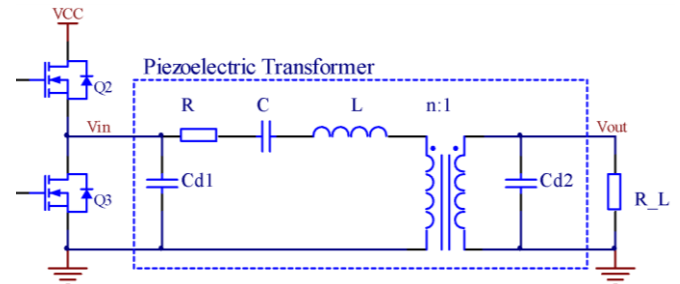 VCC
Q2
Piezoelectric Transformer
R C L n:1
Vin Vout
Cd1 Cd2
Q3 R_L